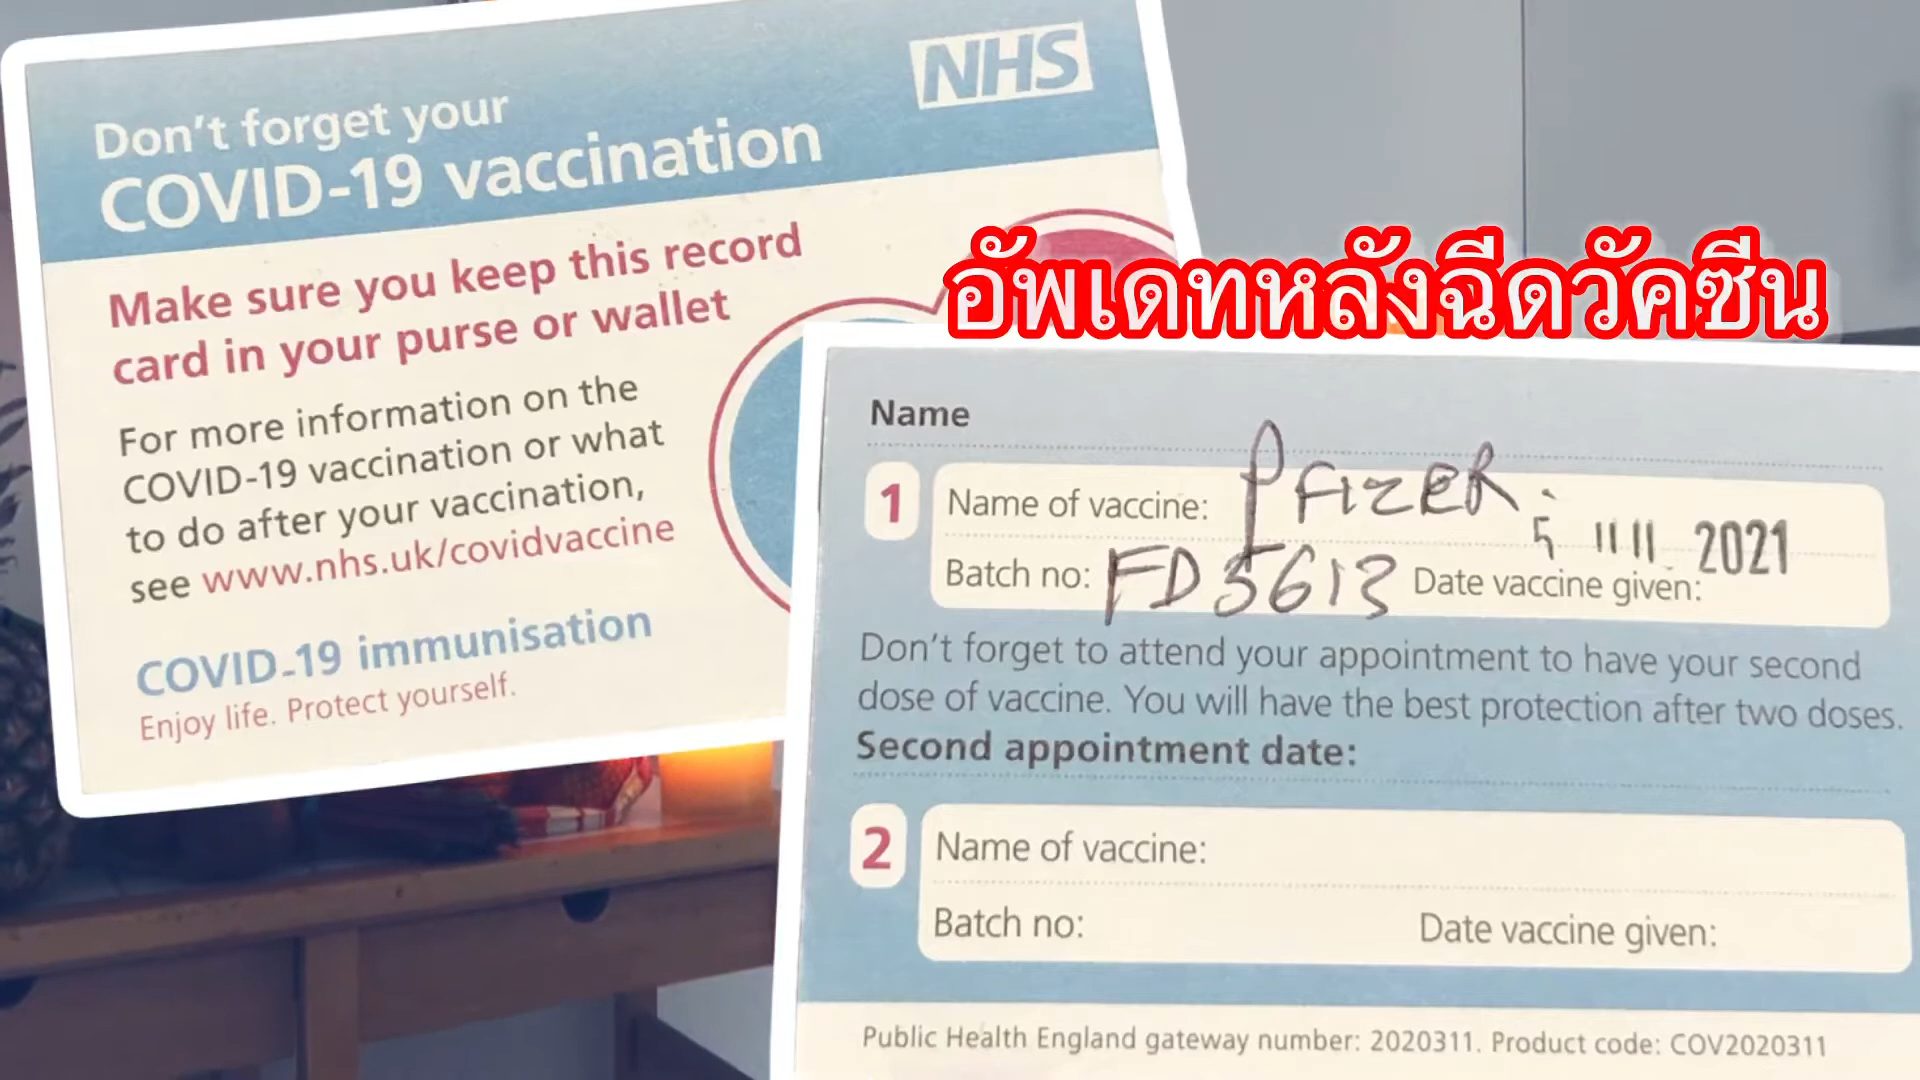 NHS
Don't forget your
COVID-19 vaccination
Make sure you keep this record
card in your purse or wallet
For more information on the
COVID-19 vaccination or what
to do after your vaccination,
see www.nhs.uk/covidvaccine
COVID-19 immunisation
Enjoy life. Protect yourself.
อัพเดทหลังฉีดวัคซีน
Name
1
Name of vaccine: Pfizer
Batch no: FD5613 Date vaccine given: 2021
Don't forget to attend your appointment to have your second
dose of vaccine. You will have the best protection after two doses.
Second appointment date:
2
Name of vaccine:
Batch no: Date vaccine given:
Public Health England gateway number: 2020311. Product code: COV2020311